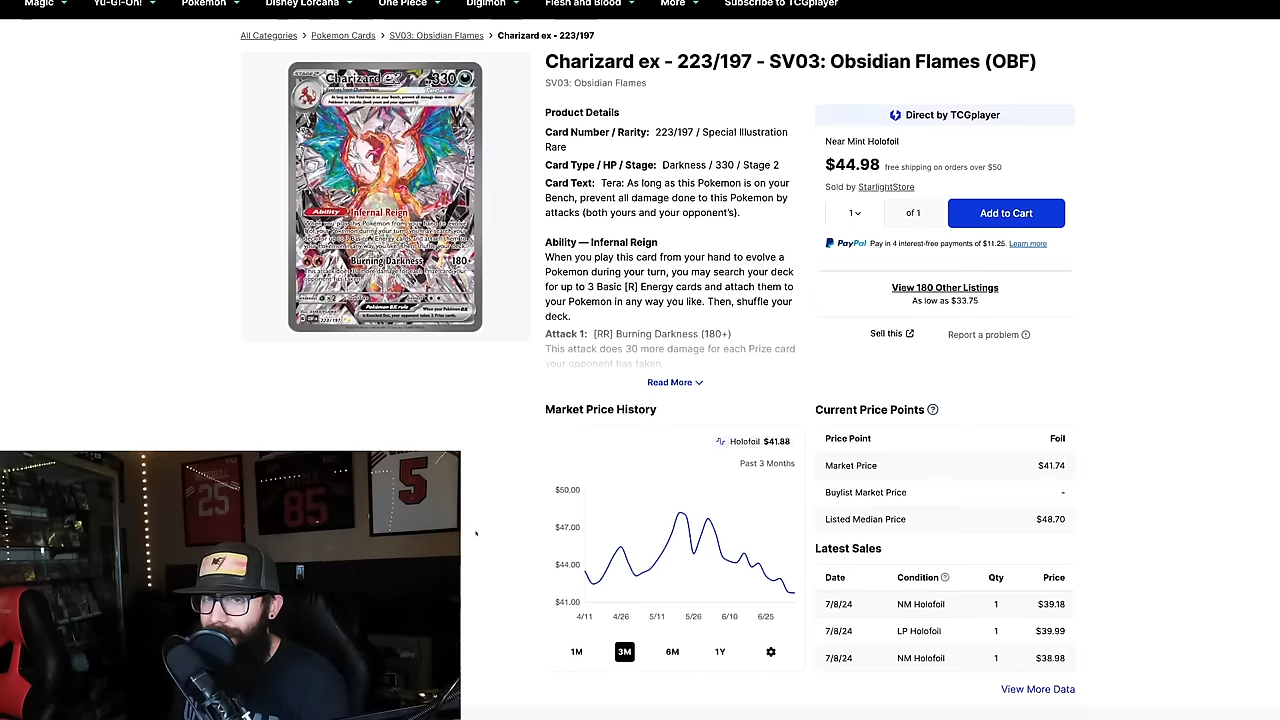 Magic Yu-Gi-Oh! Pokemon Disney Lorcana One Piece Digimon Flesh and Blood More Subscribe to TCGplayer
All Categories > Pokemon Cards > SV03: Obsidian Flames > Charizard ex - 223/197
Charizard ex - 223/197 - SV03: Obsidian Flames (OBF)
SV03: Obsidian Flames
STAGE 2
Charizard ex 330
Ability Infernal Reign
Burning Darkness 180+
Pokémon ex rule
223/197
Product Details
Card Number / Rarity: 223/197 / Special Illustration
Rare
Card Type / HP / Stage: Darkness / 330 / Stage 2
Card Text: Tera: As long as this Pokemon is on your
Bench, prevent all damage done to this Pokemon by
attacks (both yours and your opponent's).
Ability — Infernal Reign
When you play this card from your hand to evolve a
Pokemon during your turn, you may search your deck
for up to 3 Basic [R] Energy cards and attach them to
your Pokemon in any way you like. Then, shuffle your
deck.
Attack 1: [RR] Burning Darkness (180+)
This attack does 30 more damage for each Prize card
your opponent has taken.
Read More
Direct by TCGplayer
Near Mint Holofoil
$44.98 free shipping on orders over $50
Sold by StarlightStore
1 of 1 Add to Cart
PayPal Pay in 4 interest-free payments of $11.25. Learn more
View 180 Other Listings
As low as $33.75
Sell this Report a problem
Market Price History
Holofoil $41.88
Past 3 Months
$50.00
$47.00
$44.00
$41.00
4/11 4/26 5/11 5/26 6/10 6/25
1M 3M 6M 1Y
Current Price Points ?
Price Point Foil
Market Price $41.74
Buylist Market Price -
Listed Median Price $48.70
Latest Sales
Date Condition Qty Price
7/8/24 NM Holofoil 1 $39.18
7/8/24 LP Holofoil 1 $39.99
7/8/24 NM Holofoil 1 $38.98
View More Data
25
85
5